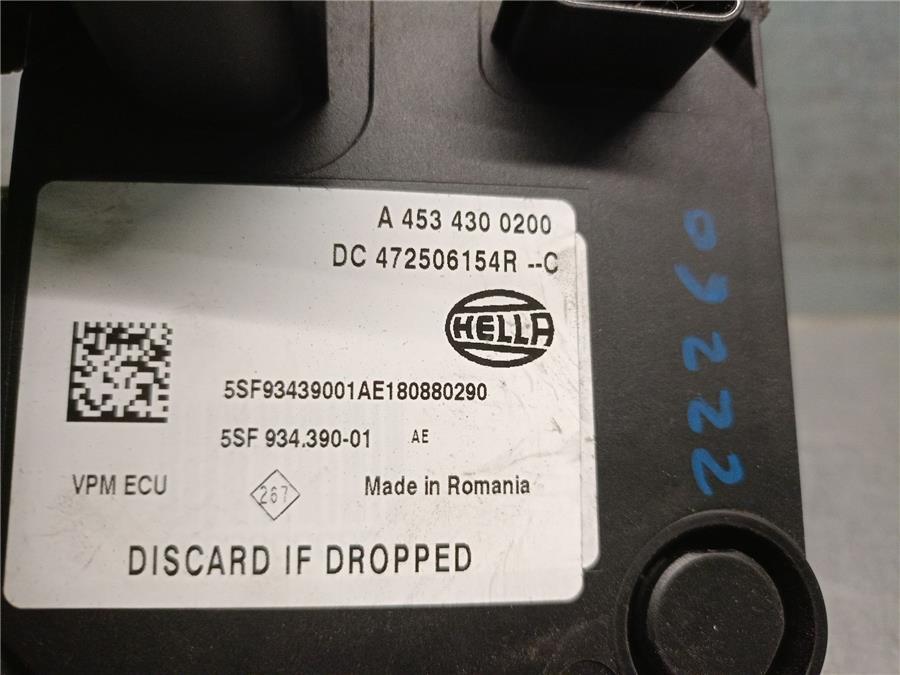 A 453 430 0200
DC 472506154R --C
HELLA
5SF93439001AE180880290
5SF 934.390-01 AE
VPM ECU
267
Made in Romania
DISCARD IF DROPPED